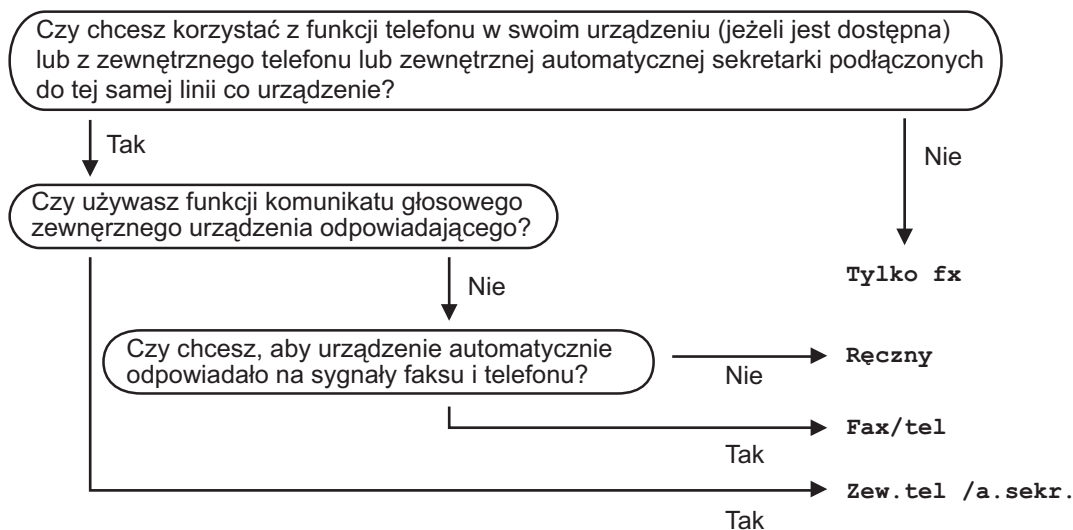 Czy chcesz korzystać z funkcji telefonu w swoim urządzeniu (jeżeli jest dostępna)
lub z zewnętrznego telefonu lub zewnętrznej automatycznej sekretarki podłączonych
do tej samej linii co urządzenie?
Tak
Nie
Czy używasz funkcji komunikatu głosowego
zewnęrznego urządzenia odpowiadającego?
Tylko fx
Nie
Czy chcesz, aby urządzenie automatycznie
odpowiadało na sygnały faksu i telefonu?
Nie
Ręczny
Fax/tel
Tak
Zew.tel /a.sekr.
Tak